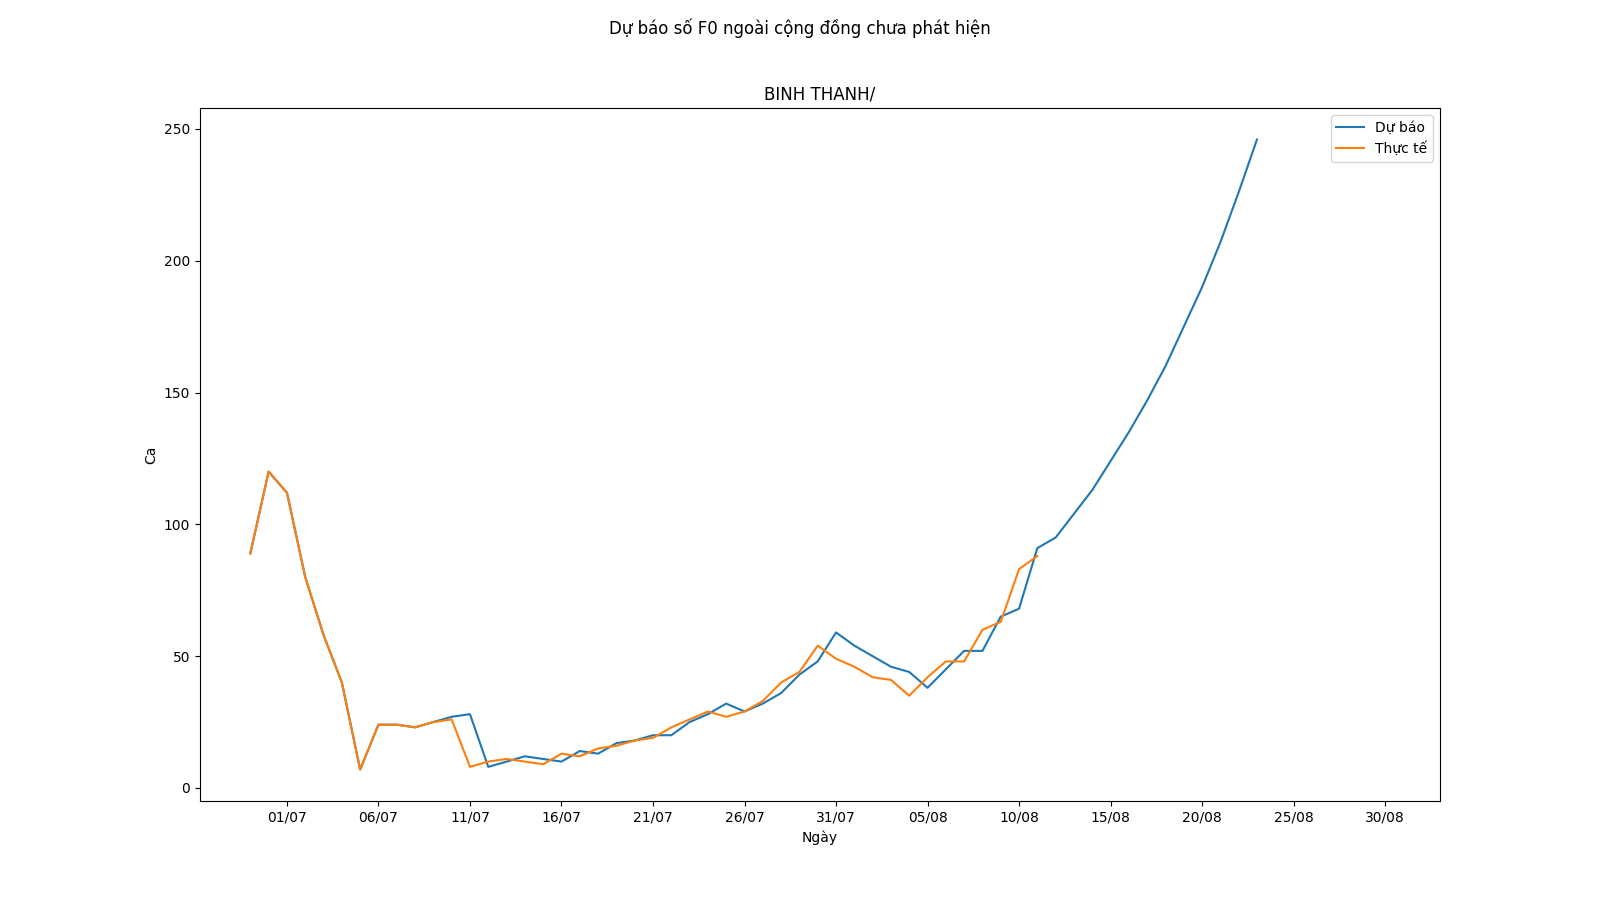 Dự báo số F0 ngoài cộng đồng chưa phát hiện
BINH THANH/
Dự báo
Thực tế
250
200
150
100
50
0
Ca
01/07 06/07 11/07 16/07 21/07 26/07 31/07 05/08 10/08 15/08 20/08 25/08 30/08
Ngày